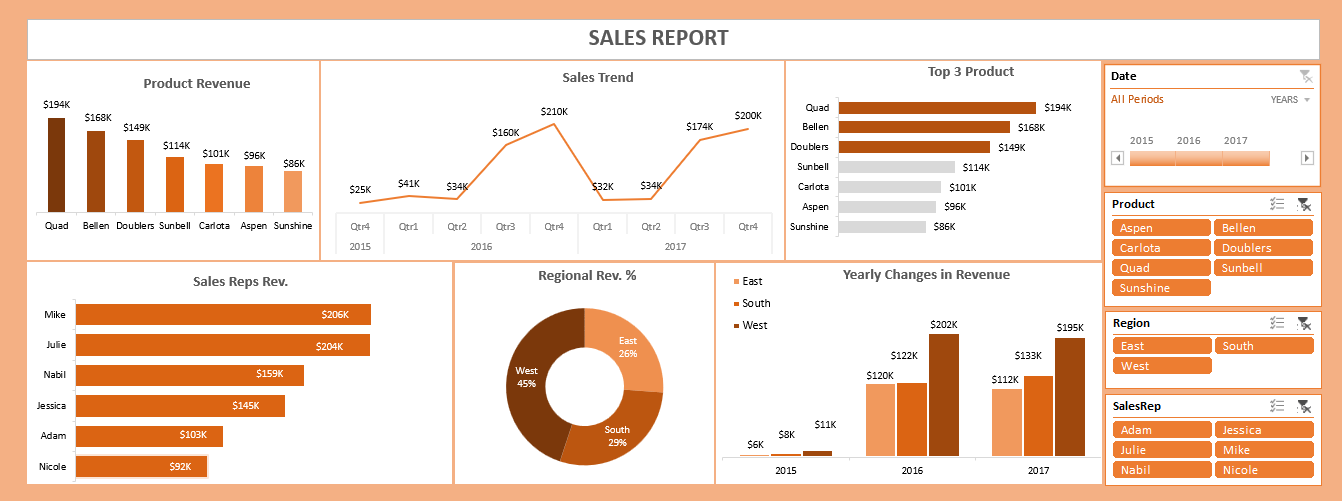 SALES REPORT
Product Revenue
$194K
$168K
$149K
$114K
$101K
$96K
$86K
Quad Bellen Doublers Sunbell Carlota Aspen Sunshine
Sales Trend
$25K
$41K
$34K
$160K
$210K
$32K
$34K
$174K
$200K
Qtr4 Qtr1 Qtr2 Qtr3 Qtr4 Qtr1 Qtr2 Qtr3 Qtr4
2015 2016 2017
Top 3 Product
Quad $194K
Bellen $168K
Doublers $149K
Sunbell $114K
Carlota $101K
Aspen $96K
Sunshine $86K
Sales Reps Rev.
Mike $206K
Julie $204K
Nabil $159K
Jessica $145K
Adam $103K
Nicole $92K
Regional Rev. %
East
26%
West
45%
South
29%
Yearly Changes in Revenue
East
South
West
$6K
$8K
$11K
$120K
$122K
$202K
$112K
$133K
$195K
2015 2016 2017
Date
All Periods YEARS
2015 2016 2017
Product
Aspen Bellen
Carlota Doublers
Quad Sunbell
Sunshine
Region
East South
West
SalesRep
Adam Jessica
Julie Mike
Nabil Nicole